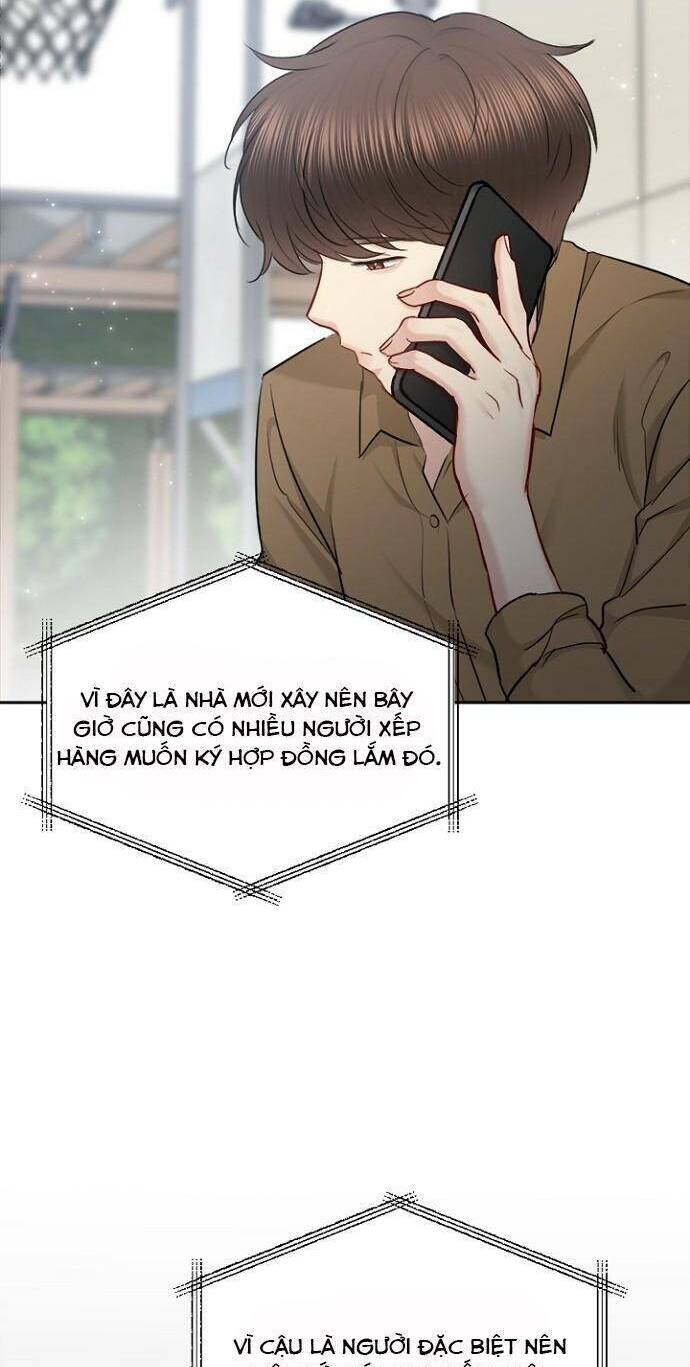 VÌ ĐÂY LÀ NHÀ MỚI XÂY NÊN BÂY
GIỜ CŨNG CÓ NHIỀU NGƯỜI XẾP
HÀNG MUỐN KÝ HỢP ĐỒNG LẮM ĐÓ.
VÌ CẬU LÀ NGƯỜI ĐẶC BIỆT NÊN